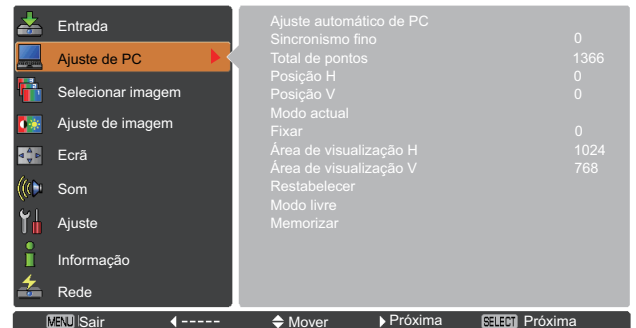 Entrada
Ajuste de PC
Selecionar imagem
Ajuste de imagem
Ecrã
Som
Ajuste
Informação
Rede
Ajuste automático de PC
Sincronismo fino 0
Total de pontos 1366
Posição H 0
Posição V 0
Modo actual
Fixar 0
Área de visualização H 1024
Área de visualização V 768
Restabelecer
Modo livre
Memorizar
MENU Sair ----- Mover Próxima SELECT Próxima